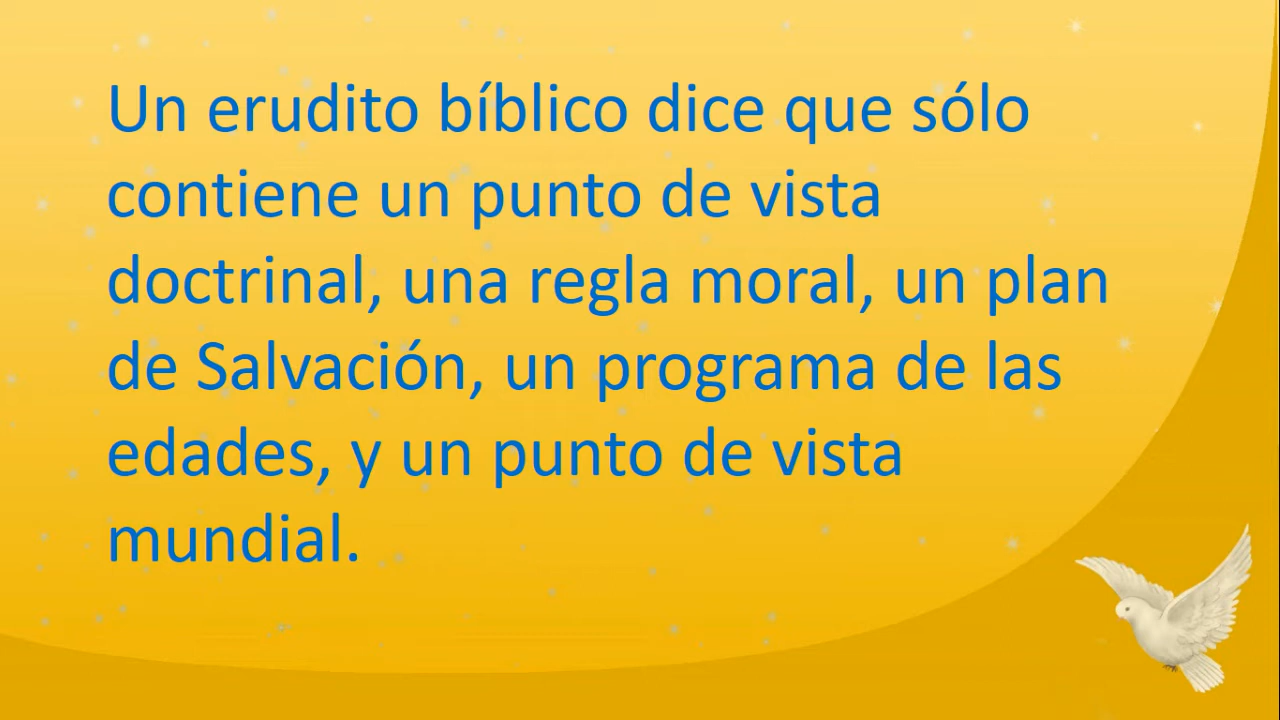 Un erudito bíblico dice que sólo
contiene un punto de vista
doctrinal, una regla moral, un plan
de Salvación, un programa de las
edades, y un punto de vista
mundial.